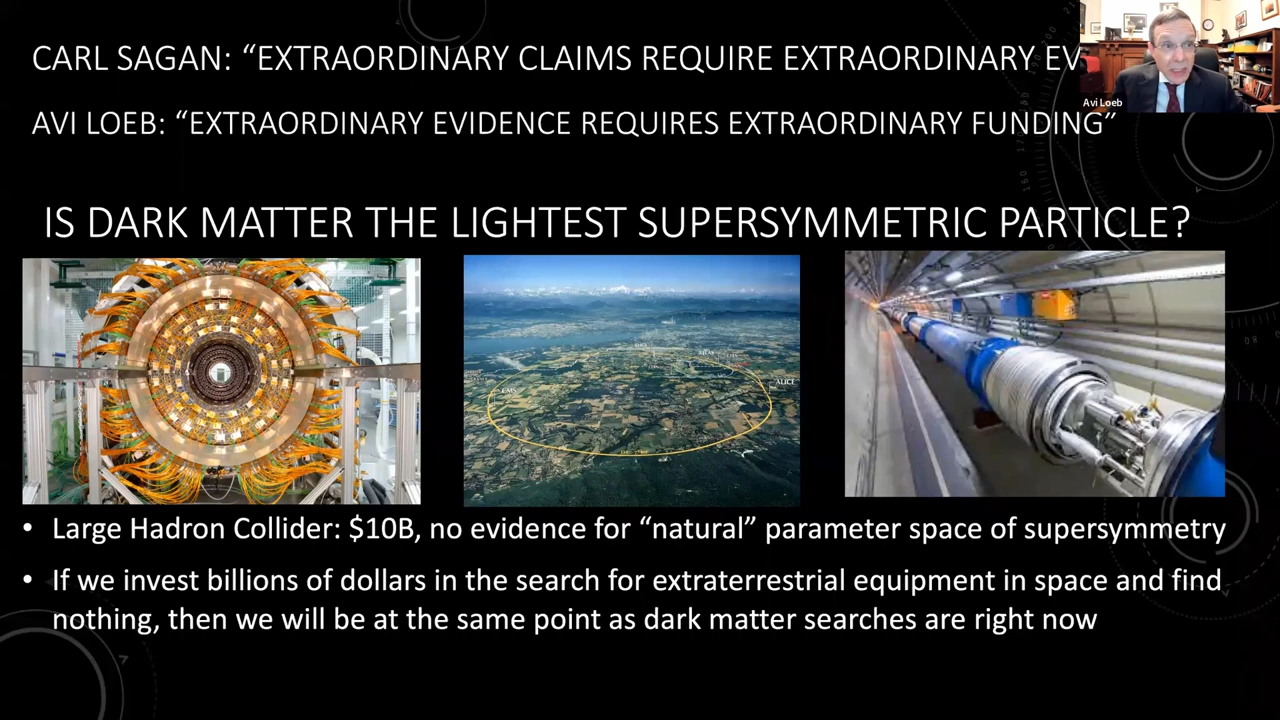 CARL SAGAN: “EXTRAORDINARY CLAIMS REQUIRE EXTRAORDINARY EV
Avi Loeb
AVI LOEB: “EXTRAORDINARY EVIDENCE REQUIRES EXTRAORDINARY FUNDING”
IS DARK MATTER THE LIGHTEST SUPERSYMMETRIC PARTICLE?
CMS
ALICE
• Large Hadron Collider: $10B, no evidence for “natural” parameter space of supersymmetry
• If we invest billions of dollars in the search for extraterrestrial equipment in space and find
nothing, then we will be at the same point as dark matter searches are right now